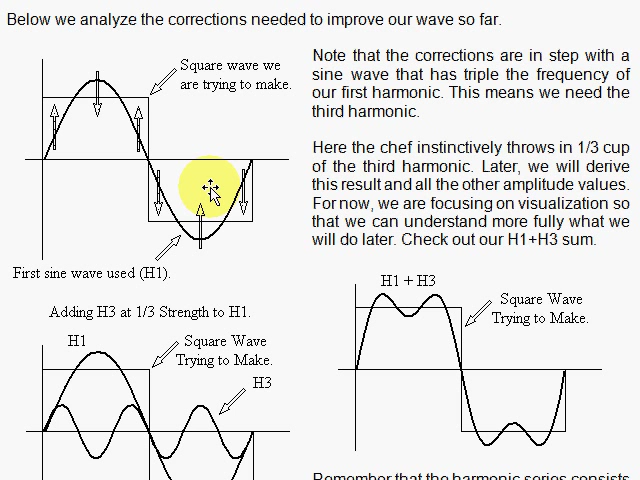 Below we analyze the corrections needed to improve our wave so far.
Square wave we
are trying to make.
First sine wave used (H1).
Note that the corrections are in step with a
sine wave that has triple the frequency of
our first harmonic. This means we need the
third harmonic.
Here the chef instinctively throws in 1/3 cup
of the third harmonic. Later, we will derive
this result and all the other amplitude values.
For now, we are focusing on visualization so
that we can understand more fully what we
will do later. Check out our H1+H3 sum.
Adding H3 at 1/3 Strength to H1.
H1
Square Wave
Trying to Make.
H3
H1 + H3
Square Wave
Trying to Make.
Remember that the harmonic series consists